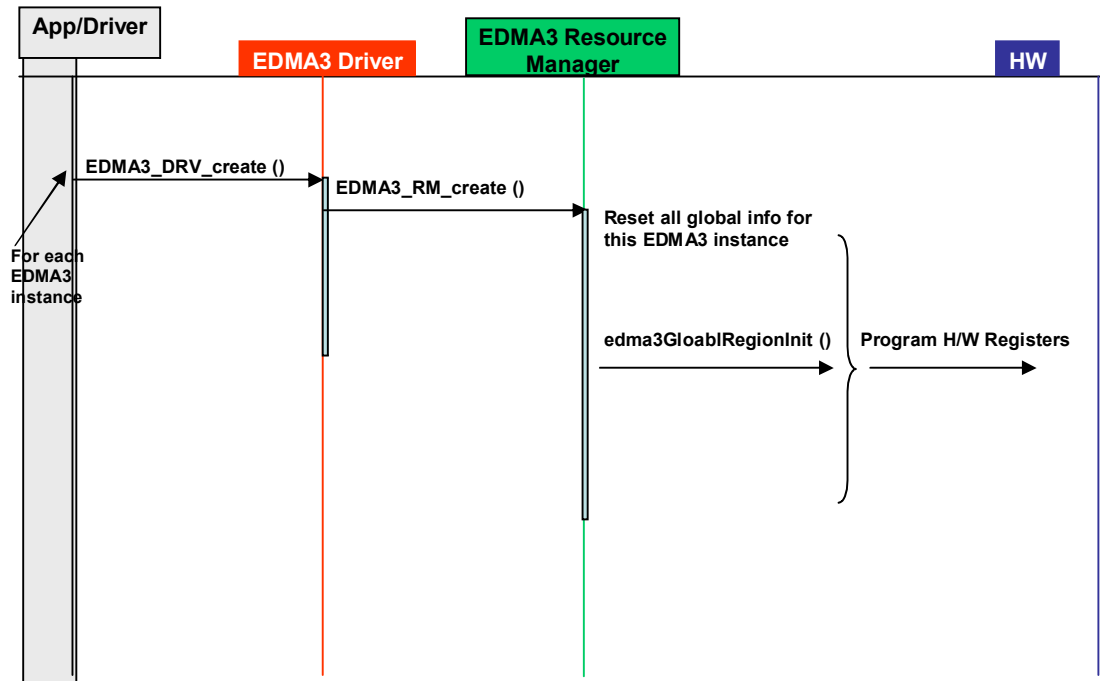 App/Driver
EDMA3 Driver
EDMA3 Resource
Manager
HW
EDMA3_DRV_create ()
EDMA3_RM_create ()
Reset all global info for
this EDMA3 instance
For each
EDMA3
instance
edma3GloablRegionInit ()
Program H/W Registers